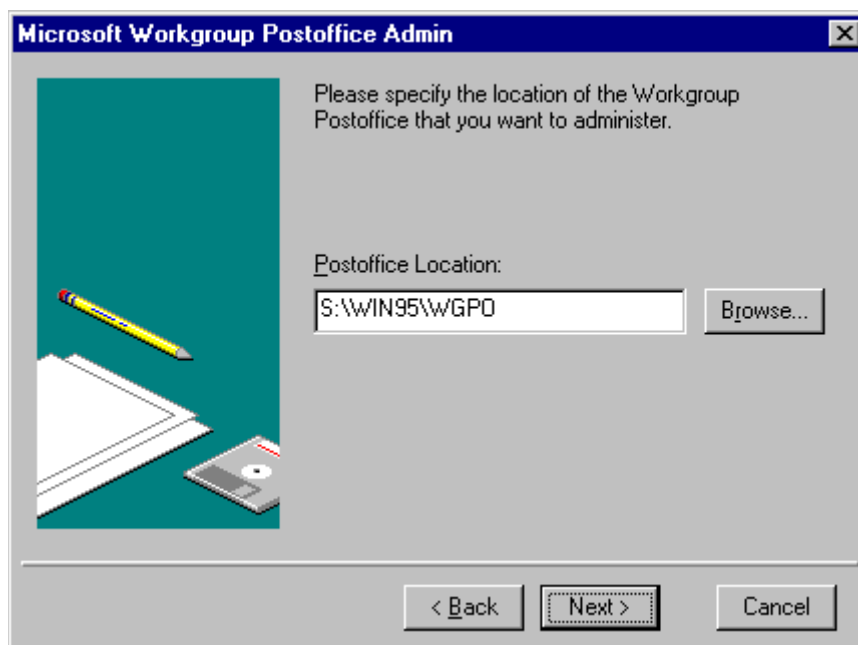 Microsoft Workgroup Postoffice Admin
Please specify the location of the Workgroup
Postoffice that you want to administer.
Postoffice Location:
S:\WIN95\WGPO
Browse...
< Back
Next >
Cancel